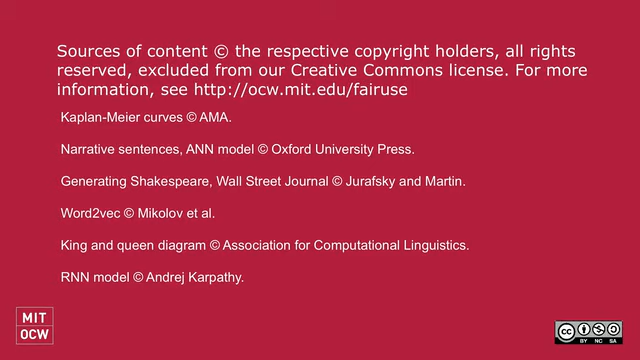 Sources of content © the respective copyright holders, all rights
reserved, excluded from our Creative Commons license. For more
information, see http://ocw.mit.edu/fairuse
Kaplan-Meier curves © AMA.
Narrative sentences, ANN model © Oxford University Press.
Generating Shakespeare, Wall Street Journal © Jurafsky and Martin.
Word2vec © Mikolov et al.
King and queen diagram © Association for Computational Linguistics.
RNN model © Andrej Karpathy.
MIT
OCW
cc
BY NC SA